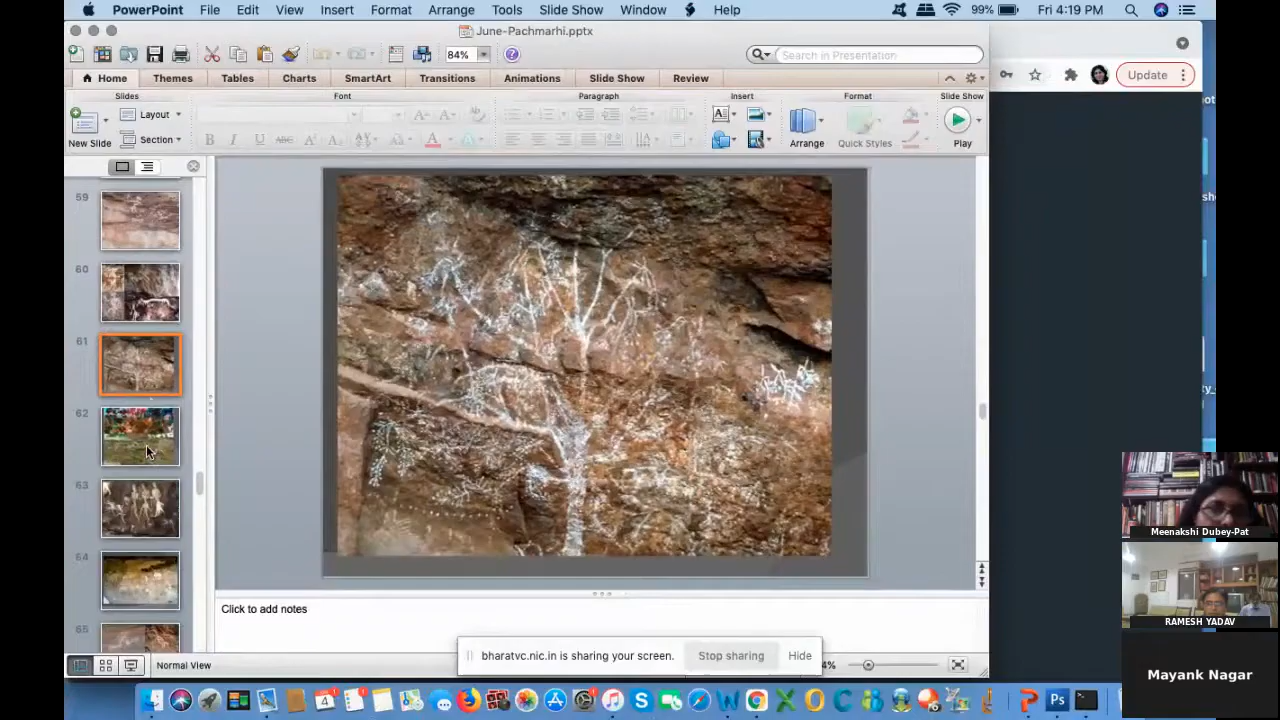 PowerPoint File Edit View Insert Format Arrange Tools Slide Show Window Help 99% Fri 4:19 PM
June-Pachmarhi.pptx
84% Search in Presentation
Home Themes Tables Charts SmartArt Transitions Animations Slide Show Review
Slides Font Paragraph Insert Format Slide Show
Layout
Section
New Slide
B I U ABC
Arrange Quick Styles Play
Update
59
60
61
62
63
64
65
Click to add notes
Normal View
bharatvc.nic.in is sharing your screen. Stop sharing Hide
4%
Meenakshi Dubey-Pat
RAMESH YADAV
Mayank Nagar